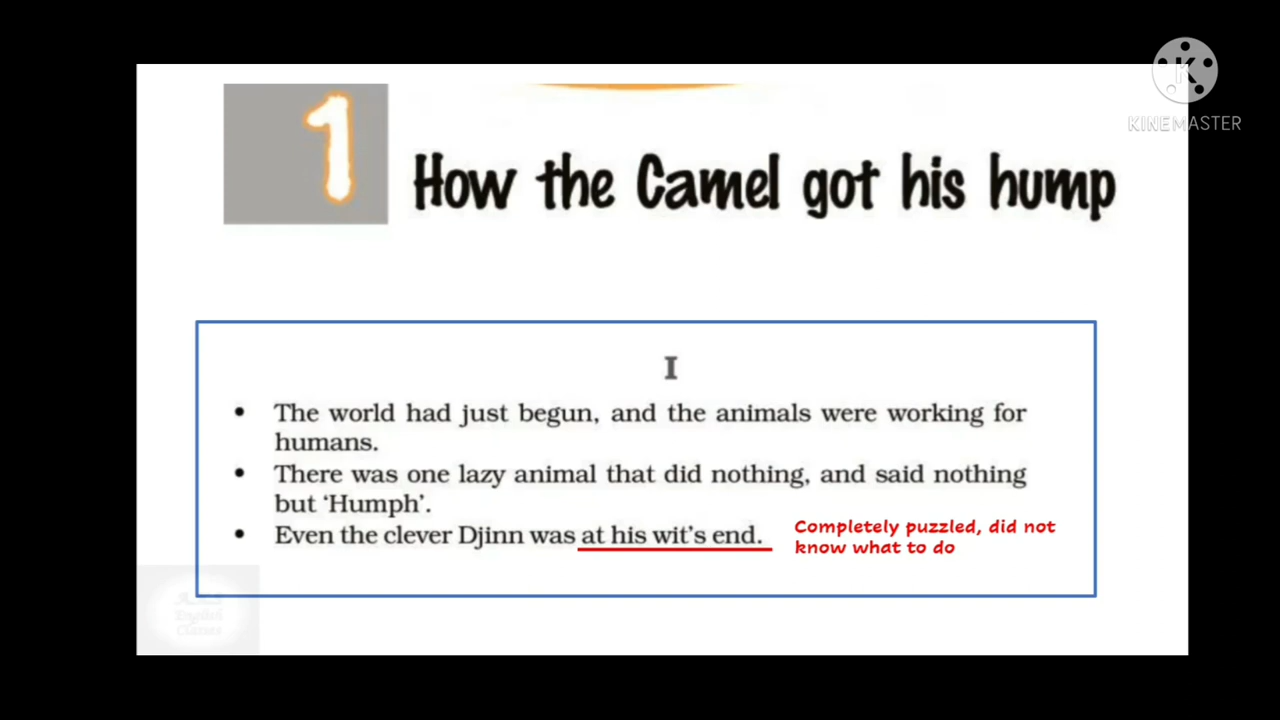 1
K
KINEMASTER
How the Camel got his hump
I
• The world had just begun, and the animals were working for
humans.
• There was one lazy animal that did nothing, and said nothing
but ‘Humph’.
• Even the clever Djinn was at his wit’s end.
Completely puzzled, did not
know what to do
English
Classes